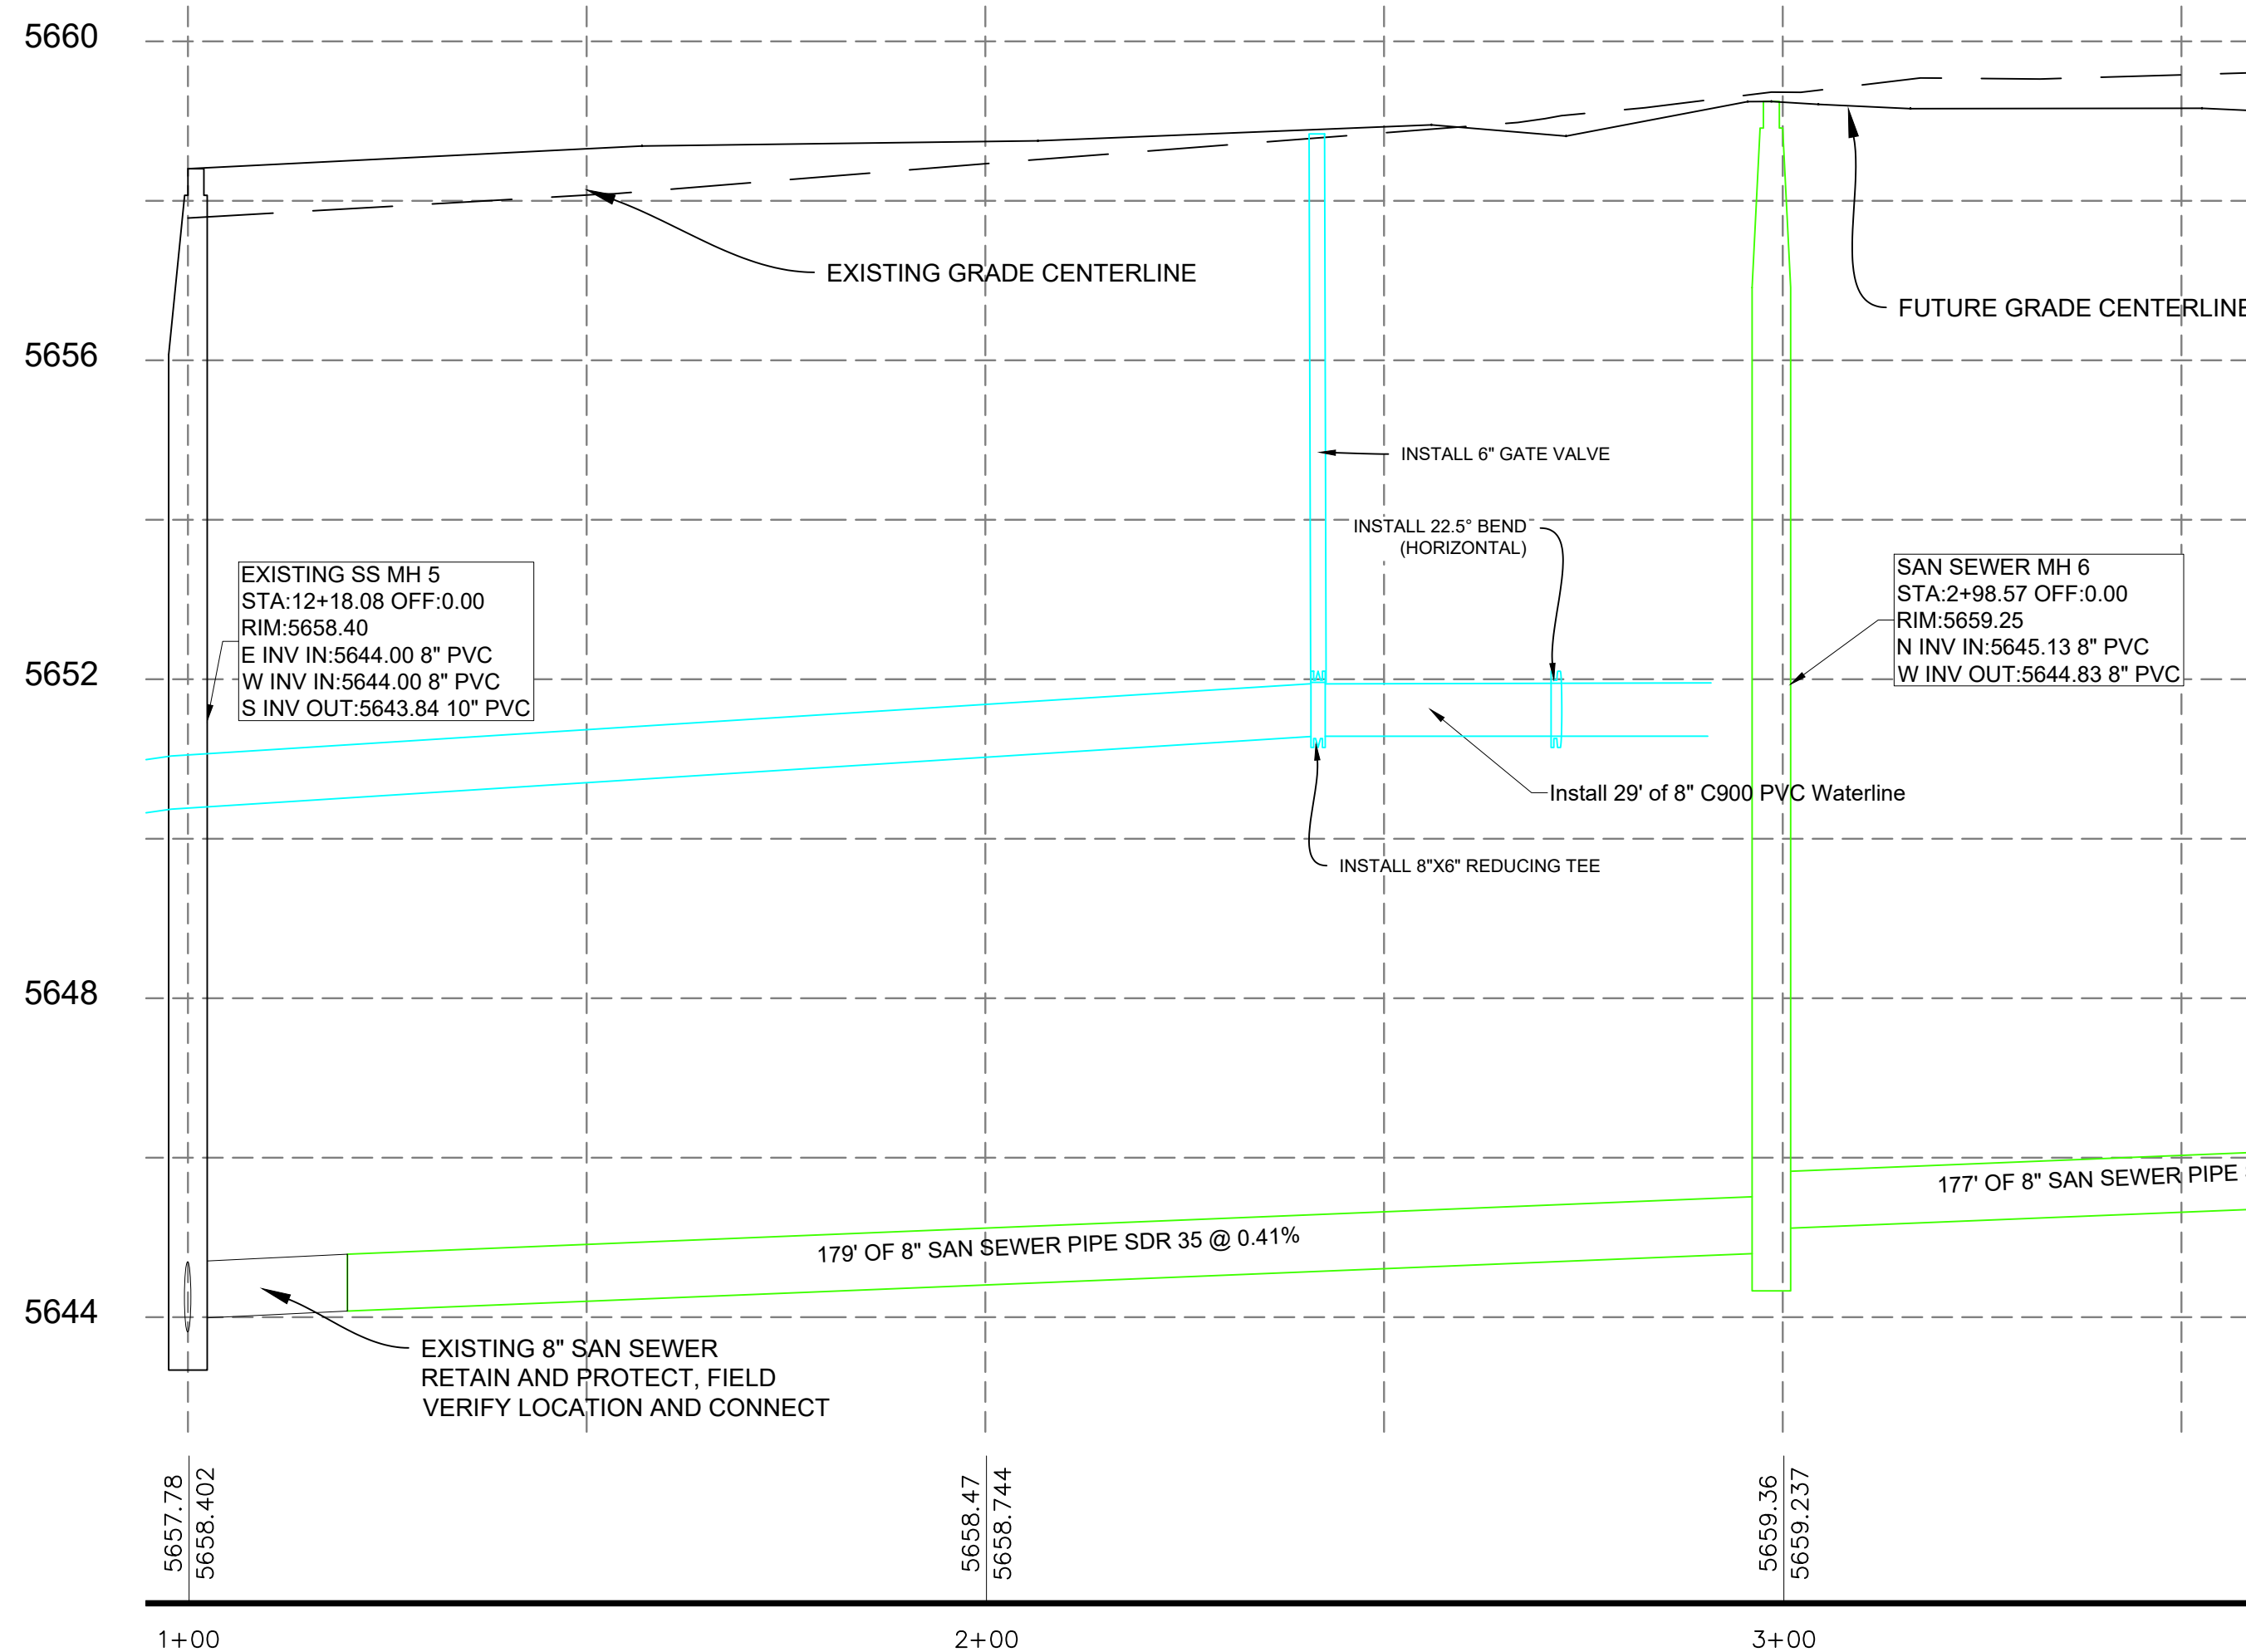 5660
EXISTING GRADE CENTERLINE
FUTURE GRADE CENTERLINE
5656
INSTALL 6" GATE VALVE
INSTALL 22.5° BEND
(HORIZONTAL)
EXISTING SS MH 5
STA:12+18.08 OFF:0.00
RIM:5658.40
E INV IN:5644.00 8" PVC
W INV IN:5644.00 8" PVC
S INV OUT:5643.84 10" PVC
SAN SEWER MH 6
STA:2+98.57 OFF:0.00
RIM:5659.25
N INV IN:5645.13 8" PVC
W INV OUT:5644.83 8" PVC
5652
Install 29' of 8" C900 PVC Waterline
INSTALL 8"X6" REDUCING TEE
5648
177' OF 8" SAN SEWER PIPE
179' OF 8" SAN SEWER PIPE SDR 35 @ 0.41%
5644
EXISTING 8" SAN SEWER
RETAIN AND PROTECT, FIELD
VERIFY LOCATION AND CONNECT
5657.78
5658.402
5658.47
5658.744
5659.36
5659.237
1+00
2+00
3+00